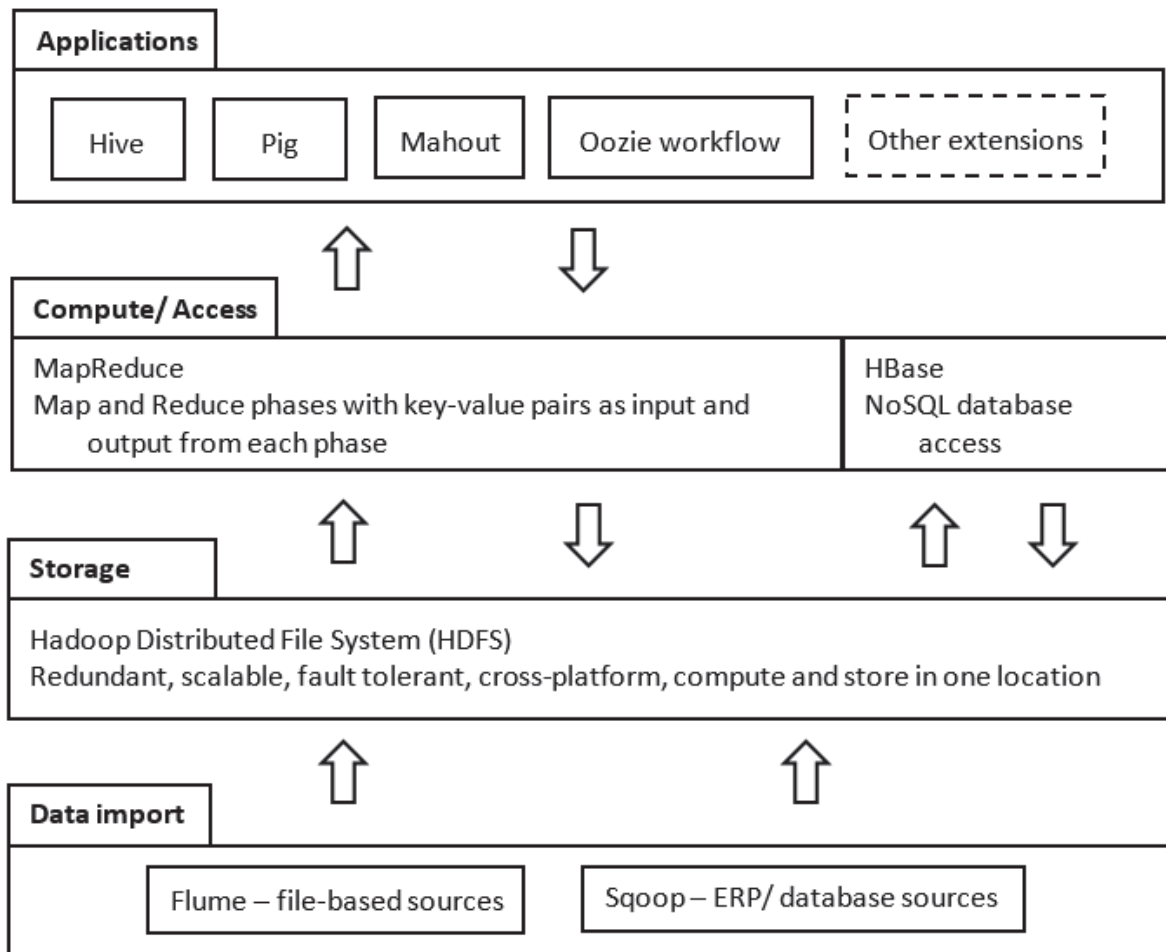 Applications
Hive
Pig
Mahout
Oozie workflow
Other extensions
Compute/ Access
MapReduce
Map and Reduce phases with key-value pairs as input and
output from each phase
HBase
NoSQL database
access
Storage
Hadoop Distributed File System (HDFS)
Redundant, scalable, fault tolerant, cross-platform, compute and store in one location
Data import
Flume – file-based sources
Sqoop – ERP/ database sources